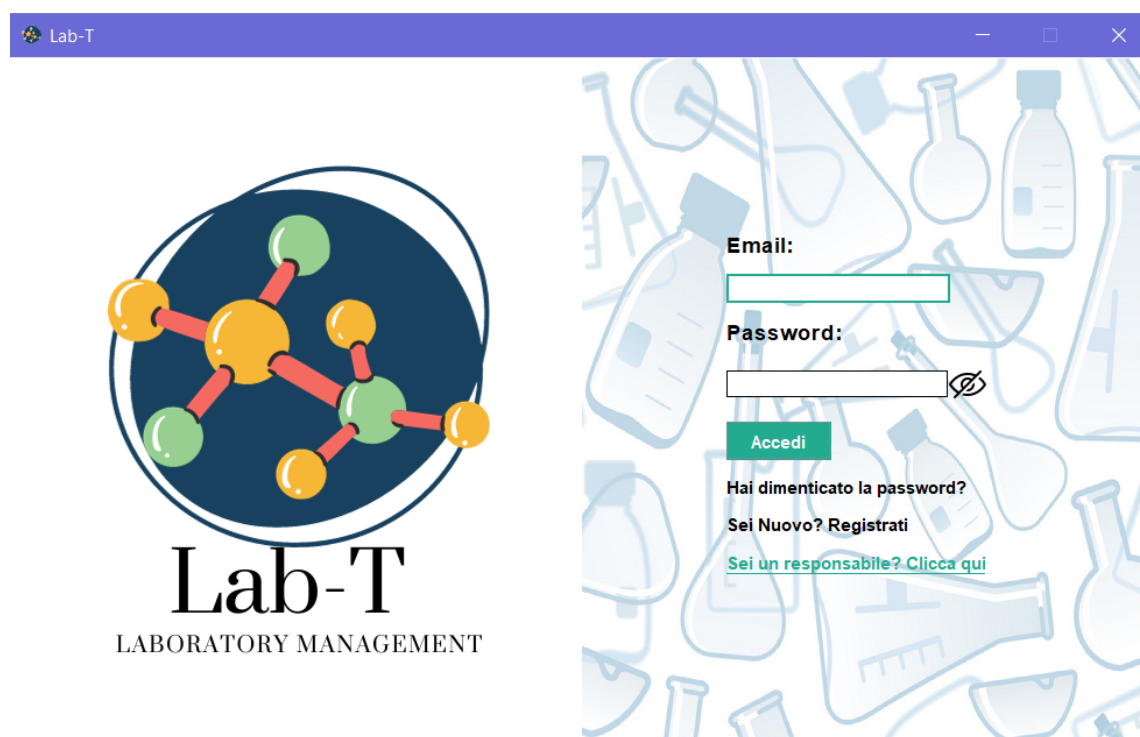 Lab-T
Lab-T
LABORATORY MANAGEMENT
Email:
Password:
Accedi
Hai dimenticato la password?
Sei Nuovo? Registrati
Sei un responsabile? Clicca qui